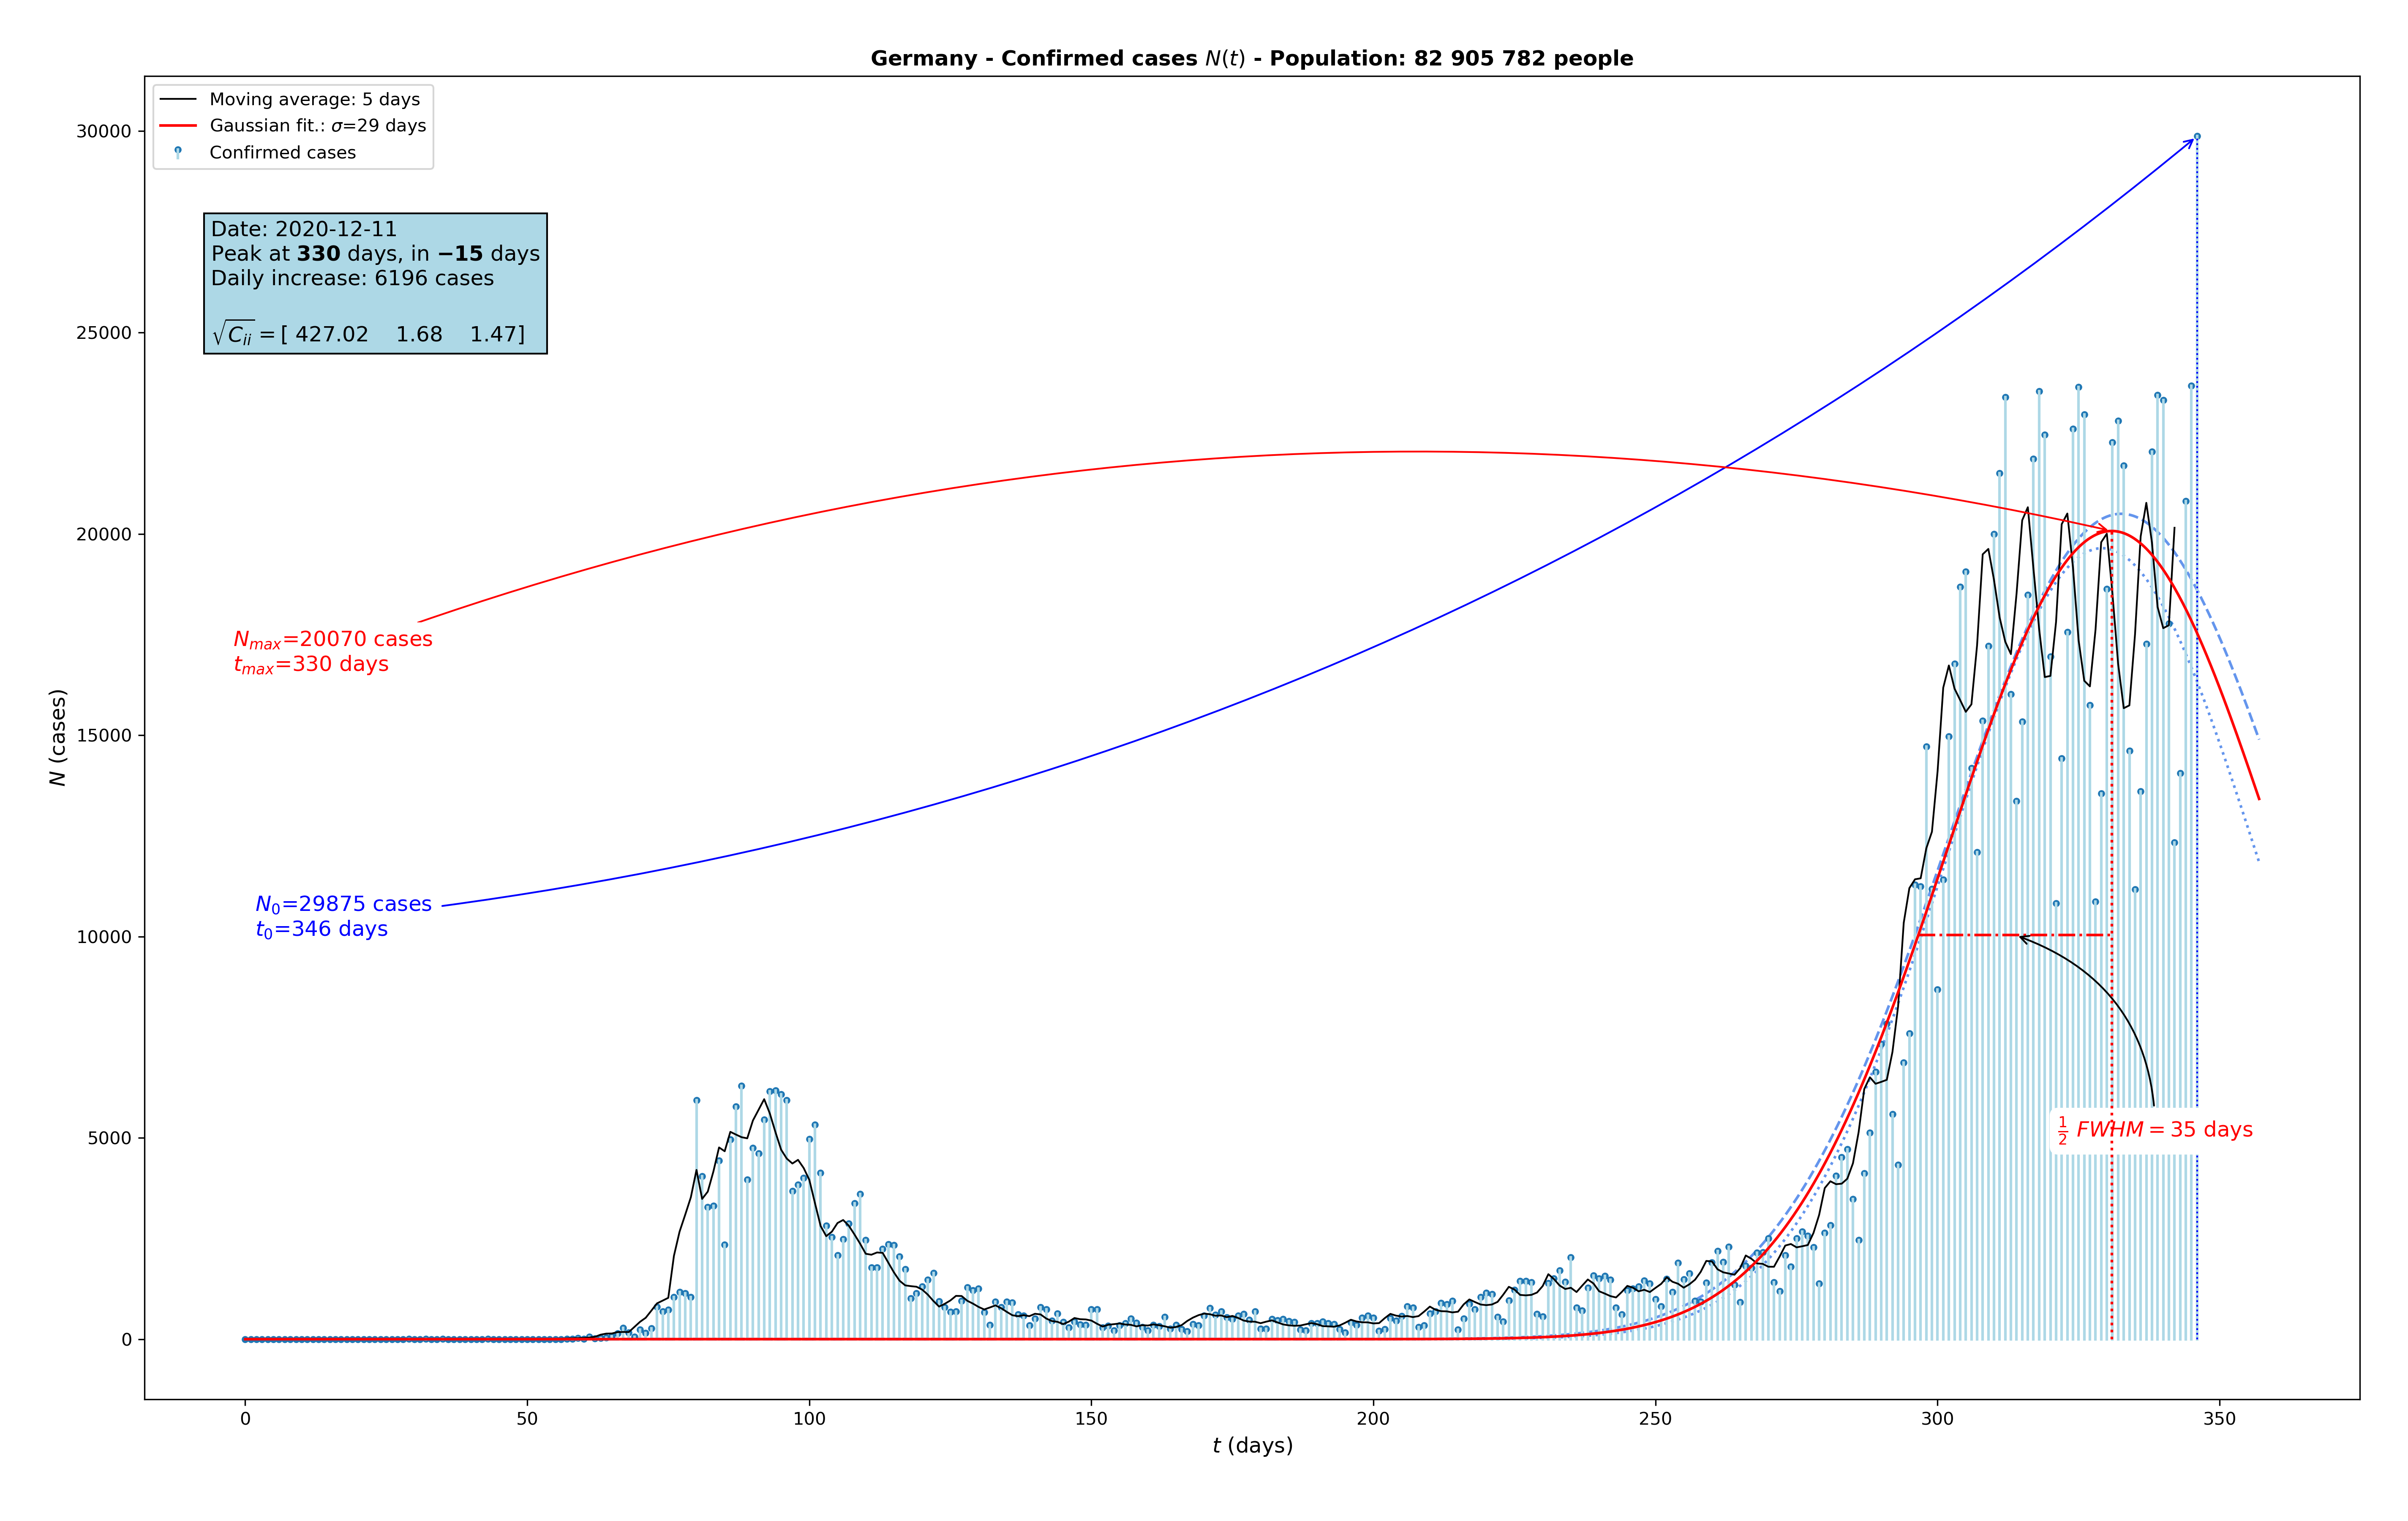 Germany - Confirmed cases N(t) - Population: 82 905 782 people
Moving average: 5 days
Gaussian fit.: σ=29 days
Confirmed cases
Date: 2020-12-11
Peak at 330 days, in −15 days
Daily increase: 6196 cases
√Cᵢᵢ = [ 427.02 1.68 1.47]
N_max=20070 cases
t_max=330 days
N₀=29875 cases
t₀=346 days
½ FWHM = 35 days
30000
25000
20000
15000
10000
5000
0
N (cases)
0 50 100 150 200 250 300 350
t (days)